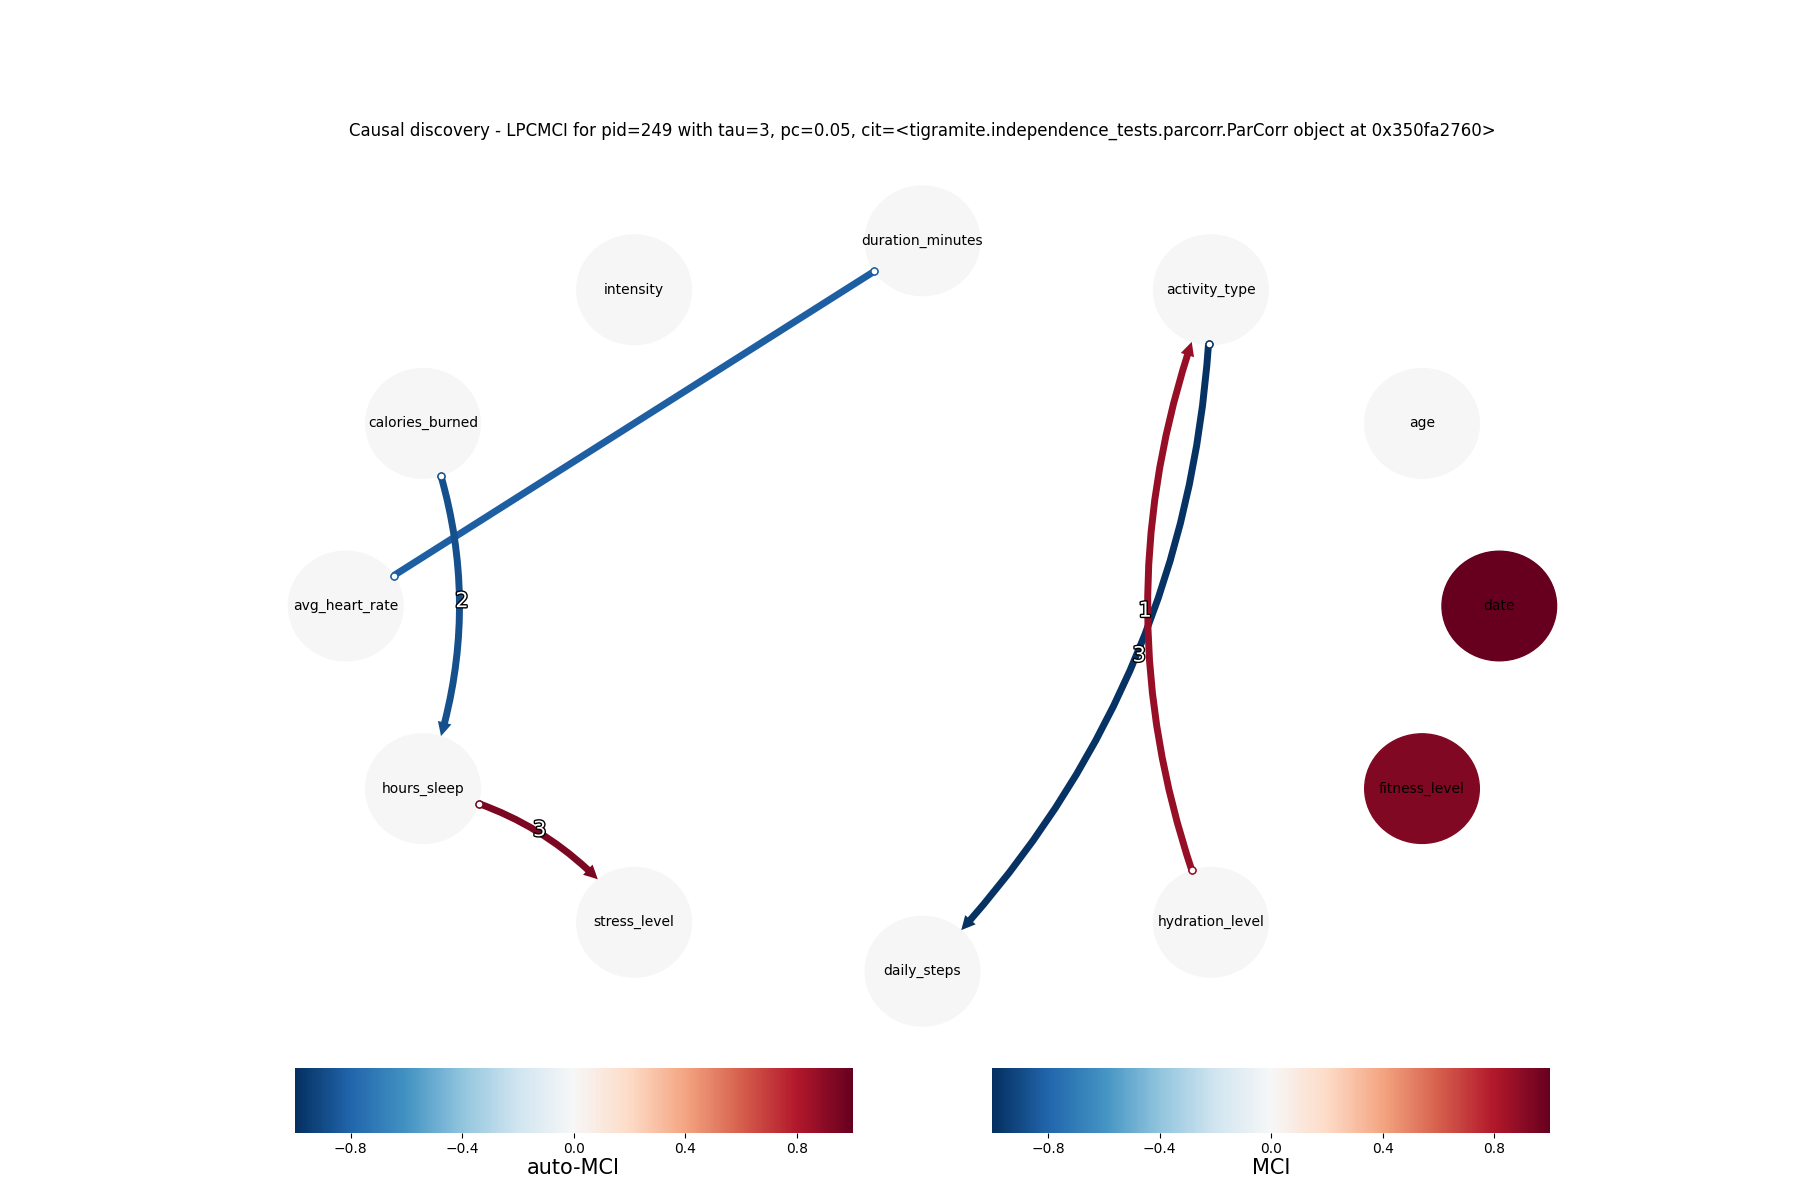 Causal discovery - LPCMCI for pid=249 with tau=3, pc=0.05, cit=<tigramite.independence_tests.parcorr.ParCorr object at 0x350fa2760>
duration_minutes
intensity
activity_type
calories_burned
age
avg_heart_rate
2
1
date
3
hours_sleep
fitness_level
3
stress_level
hydration_level
daily_steps
−0.8 −0.4 0.0 0.4 0.8
auto-MCI
−0.8 −0.4 0.0 0.4 0.8
MCI